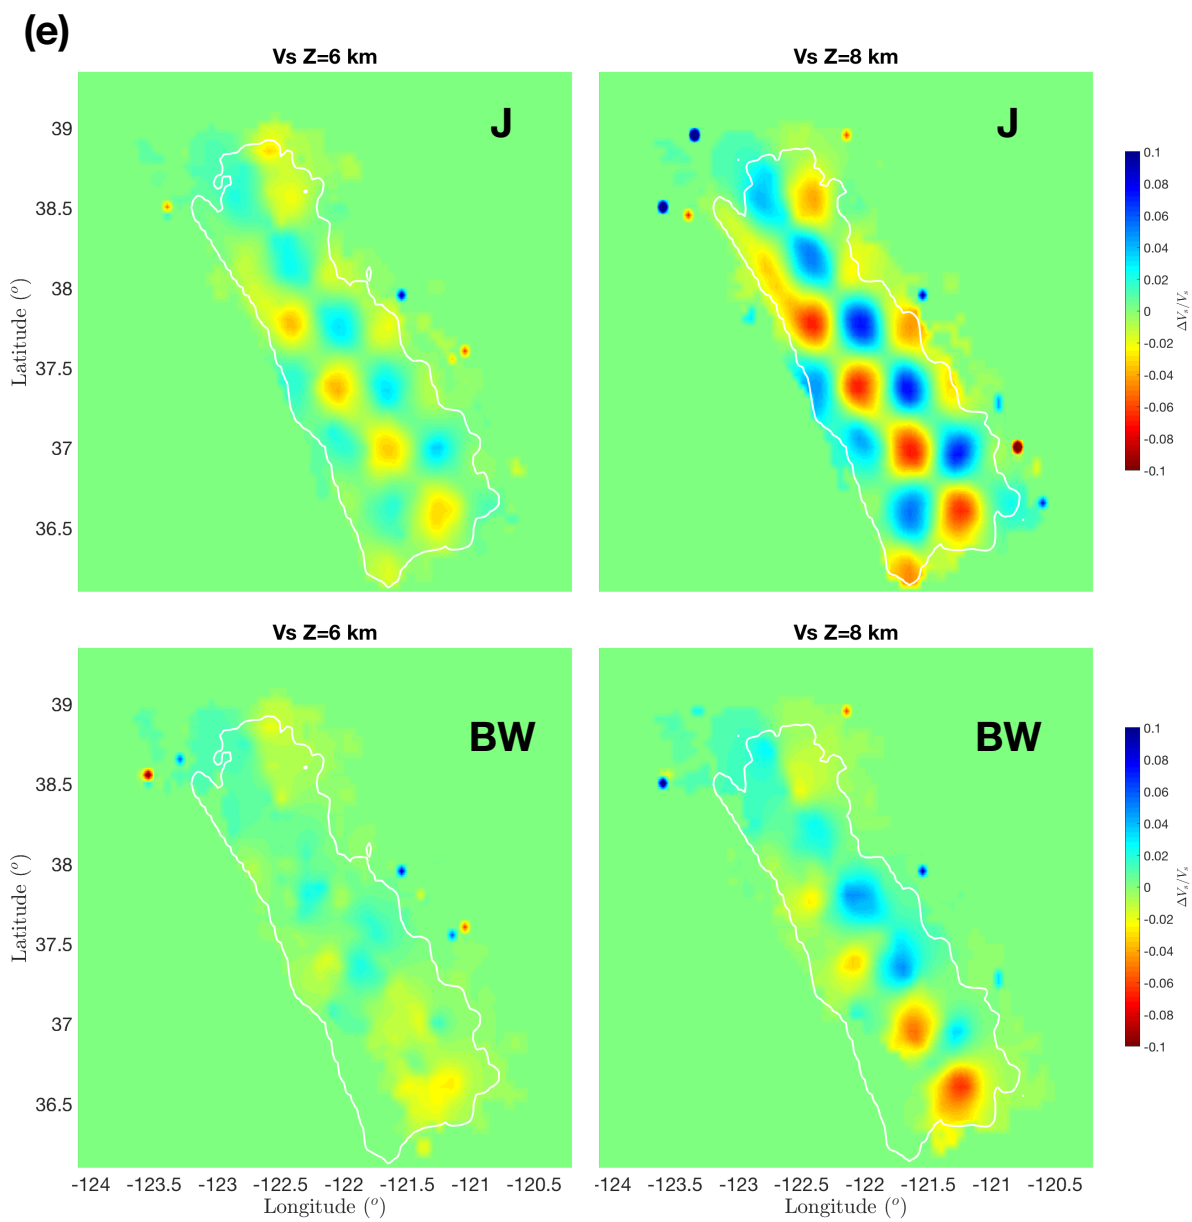 (e)
Vs Z=6 km
Vs Z=8 km
J
J
39
38.5
38
37.5
37
36.5
Latitude (°)
0.1
0.08
0.06
0.04
0.02
0
-0.02
-0.04
-0.06
-0.08
-0.1
ΔVs/Vs
Vs Z=6 km
Vs Z=8 km
BW
BW
39
38.5
38
37.5
37
36.5
Latitude (°)
0.1
0.08
0.06
0.04
0.02
0
-0.02
-0.04
-0.06
-0.08
-0.1
ΔVs/Vs
-124 -123.5 -123 -122.5 -122 -121.5 -121 -120.5
-124 -123.5 -123 -122.5 -122 -121.5 -121 -120.5
Longitude (°)
Longitude (°)